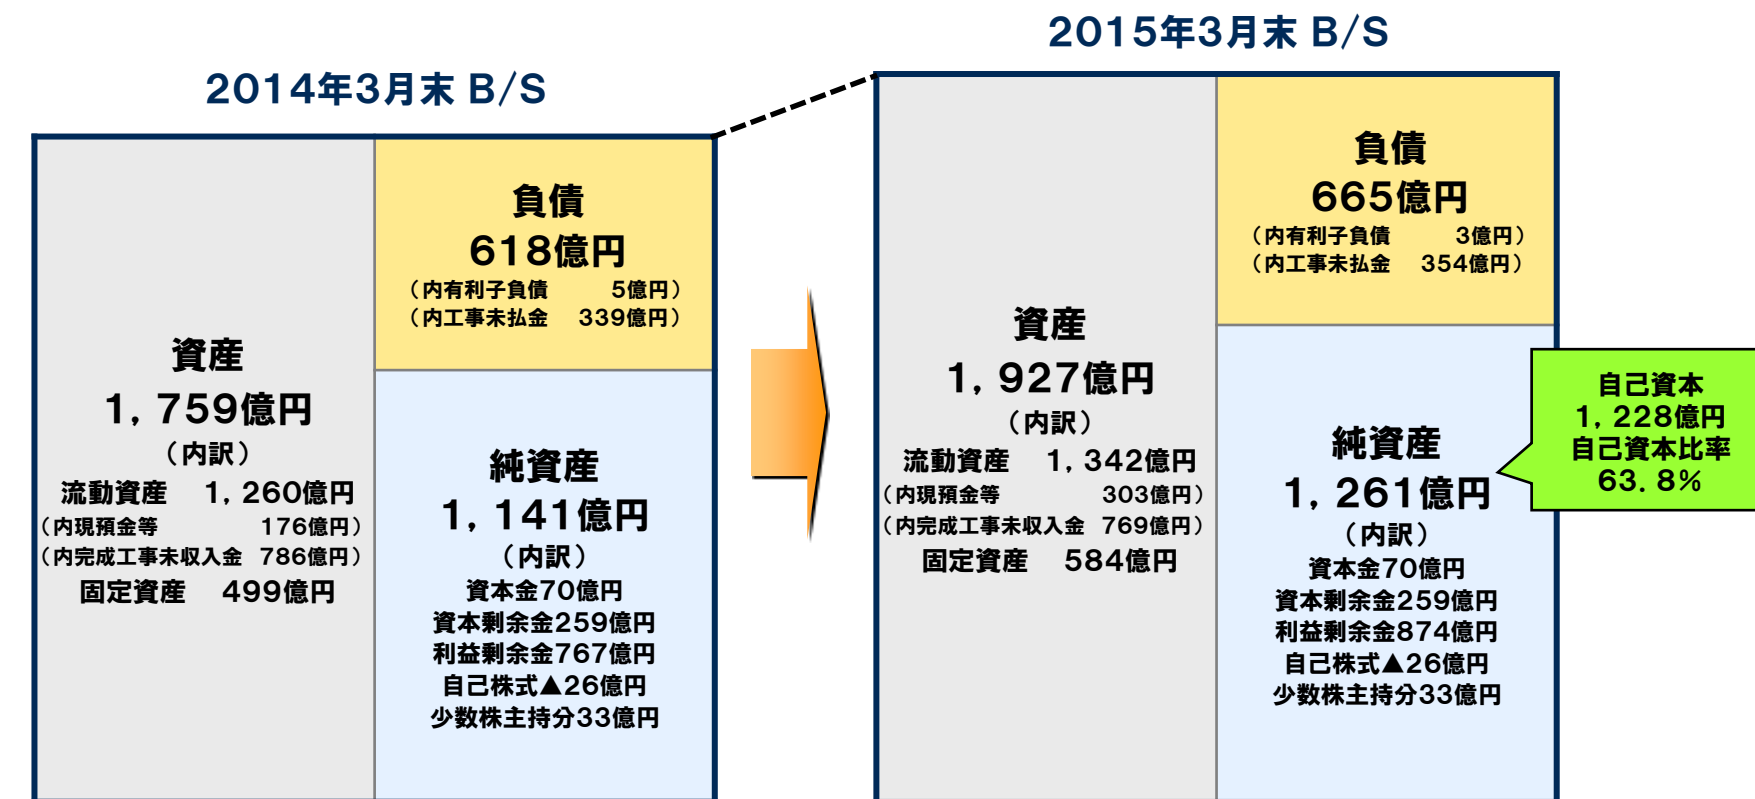 2014年3月末 B/S
資産
1，759億円
（内訳）
流動資産　1，260億円
（内現預金等　176億円）
（内完成工事未収入金 786億円）
固定資産　499億円
負債
618億円
（内有利子負債　5億円）
（内工事未払金　339億円）
純資産
1，141億円
（内訳）
資本金70億円
資本剰余金259億円
利益剰余金767億円
自己株式▲26億円
少数株主持分33億円
2015年3月末 B/S
資産
1，927億円
（内訳）
流動資産　1，342億円
（内現預金等　303億円）
（内完成工事未収入金 769億円）
固定資産　584億円
負債
665億円
（内有利子負債　3億円）
（内工事未払金　354億円）
純資産
1，261億円
（内訳）
資本金70億円
資本剰余金259億円
利益剰余金874億円
自己株式▲26億円
少数株主持分33億円
自己資本
1，228億円
自己資本比率
63．8％